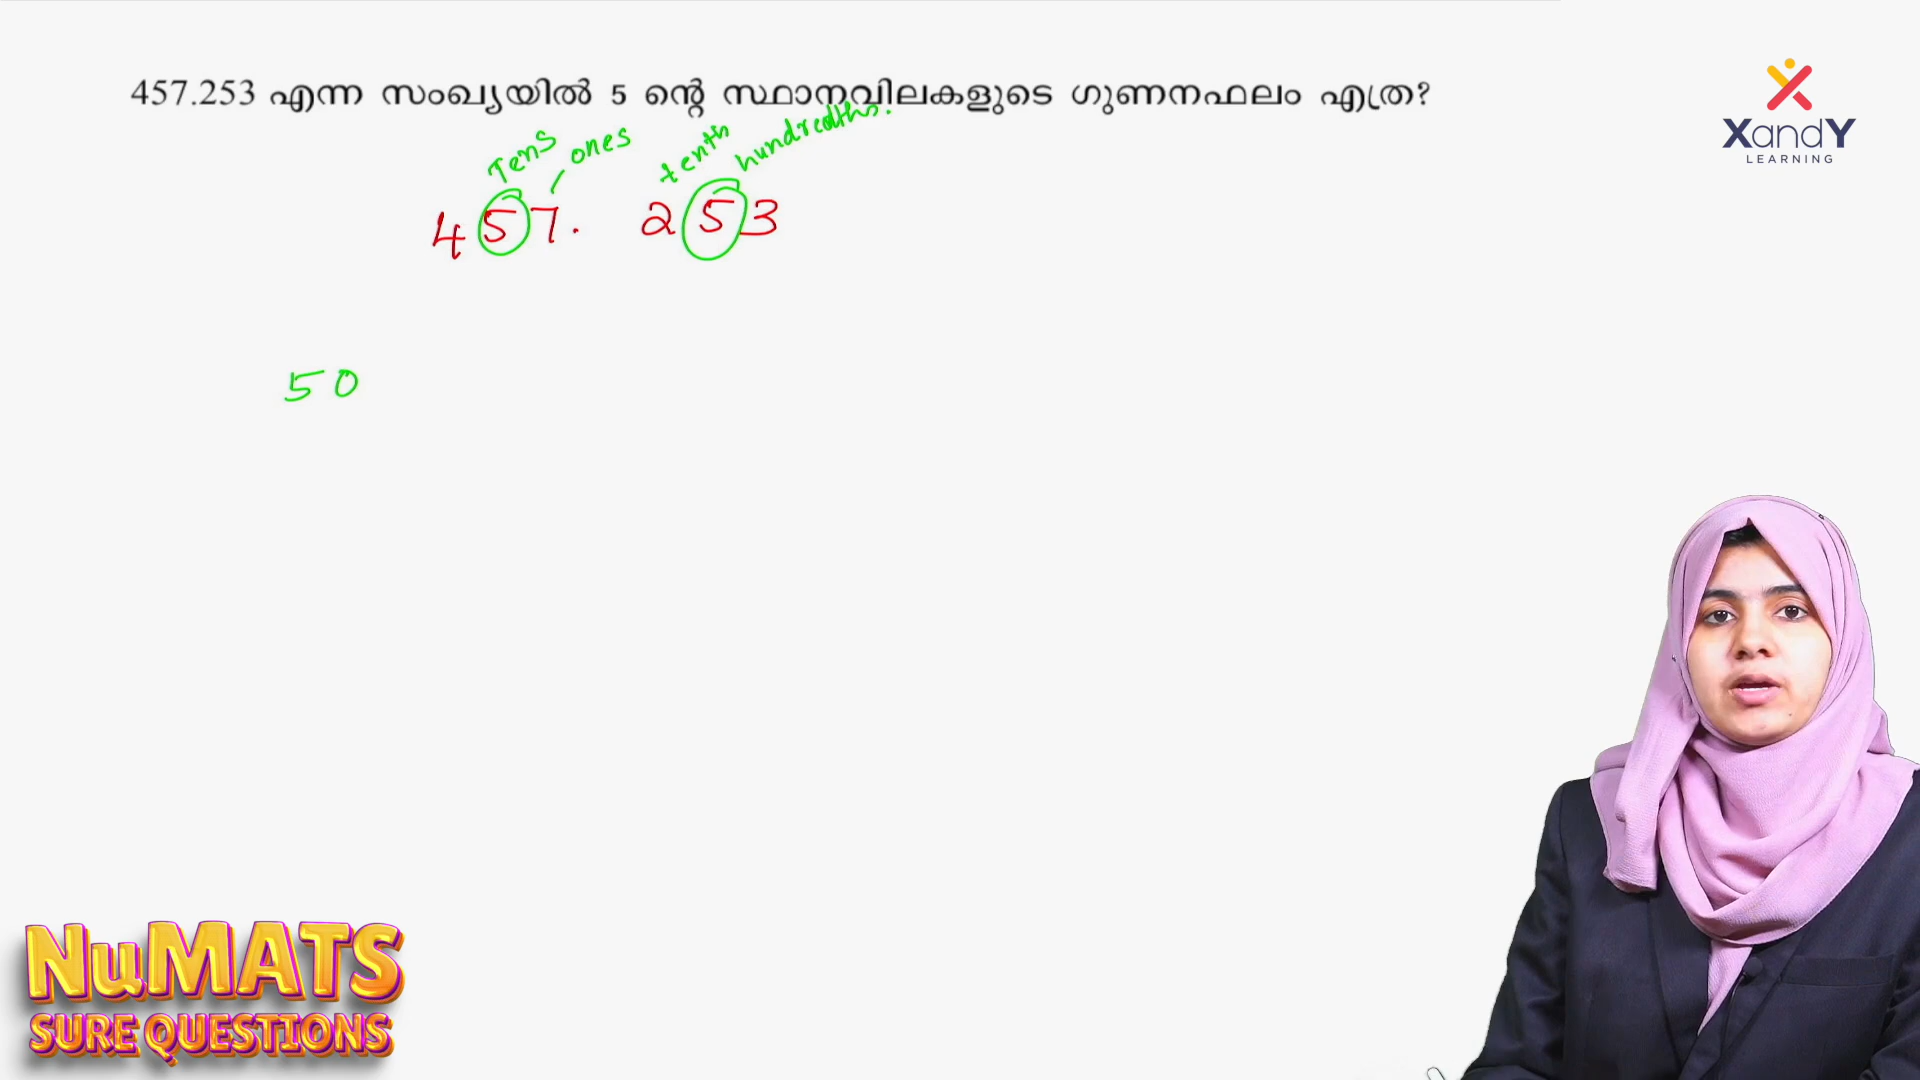 457.253 എന്ന സംഖ്യയിൽ 5 ന്റെ സ്ഥാനവിലകളുടെ ഗുണനഫലം എത്ര?
XandY
LEARNING
Tens ones tenth hundredths.
457. 253
50
NuMATS
SURE QUESTIONS